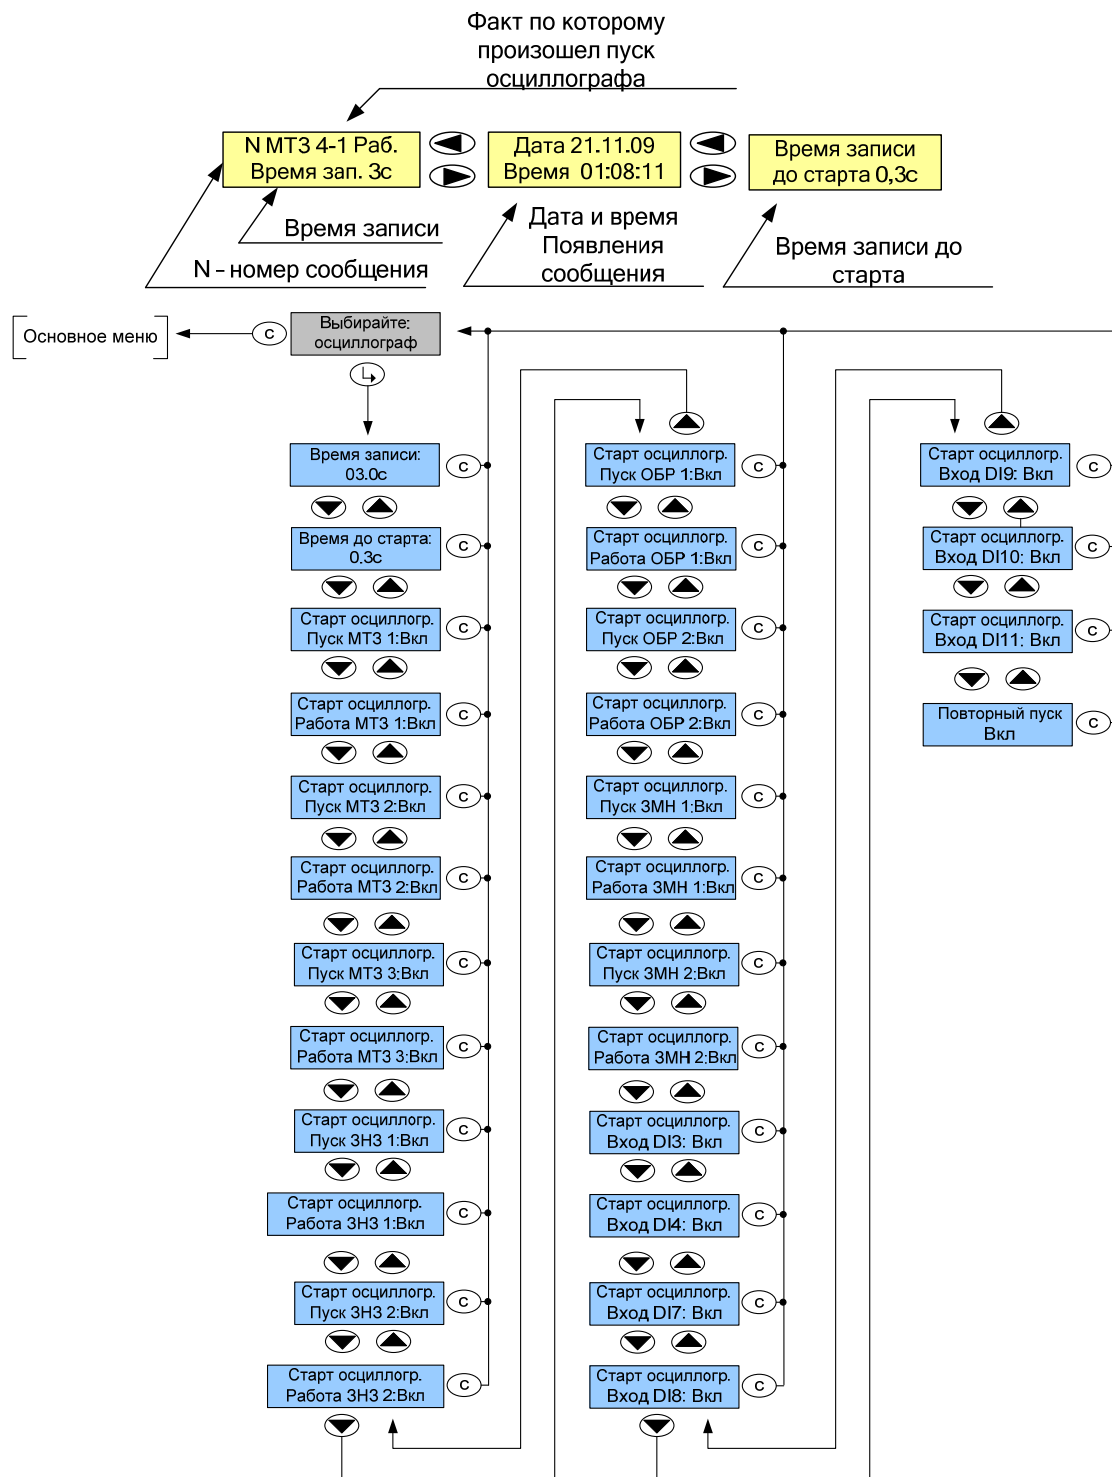 Факт по которому
произошел пуск
осциллографа
N МТЗ 4-1 Раб.
Время зап. 3с
Дата 21.11.09
Время 01:08:11
Время записи
до старта 0,3с
Время записи
N - номер сообщения
Дата и время
Появления
сообщения
Время записи до
старта
Основное меню
C
Выбирайте:
осциллограф
Время записи:
03.0с
C
Время до старта:
0.3с
C
Старт осциллогр.
Пуск МТЗ 1:Вкл
C
Старт осциллогр.
Работа МТЗ 1:Вкл
C
Старт осциллогр.
Пуск МТЗ 2:Вкл
C
Старт осциллогр.
Работа МТЗ 2:Вкл
C
Старт осциллогр.
Пуск МТЗ 3:Вкл
C
Старт осциллогр.
Работа МТЗ 3:Вкл
C
Старт осциллогр.
Пуск ЗНЗ 1:Вкл
C
Старт осциллогр.
Работа ЗНЗ 1:Вкл
C
Старт осциллогр.
Пуск ЗНЗ 2:Вкл
C
Старт осциллогр.
Работа ЗНЗ 2:Вкл
C
Старт осциллогр.
Пуск ОБР 1:Вкл
C
Старт осциллогр.
Работа ОБР 1:Вкл
C
Старт осциллогр.
Пуск ОБР 2:Вкл
C
Старт осциллогр.
Работа ОБР 2:Вкл
C
Старт осциллогр.
Пуск ЗМН 1:Вкл
C
Старт осциллогр.
Работа ЗМН 1:Вкл
C
Старт осциллогр.
Пуск ЗМН 2:Вкл
C
Старт осциллогр.
Работа ЗМН 2:Вкл
C
Старт осциллогр.
Вход DI3: Вкл
C
Старт осциллогр.
Вход DI4: Вкл
C
Старт осциллогр.
Вход DI7: Вкл
C
Старт осциллогр.
Вход DI8: Вкл
C
Старт осциллогр.
Вход DI9: Вкл
C
Старт осциллогр.
Вход DI10: Вкл
C
Старт осциллогр.
Вход DI11: Вкл
C
Повторный пуск
Вкл
C